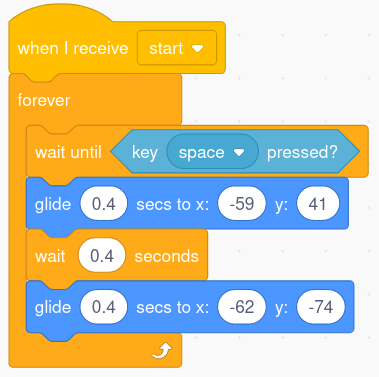 when I receive start
forever
wait until key space pressed?
glide 0.4 secs to x: -59 y: 41
wait 0.4 seconds
glide 0.4 secs to x: -62 y: -74